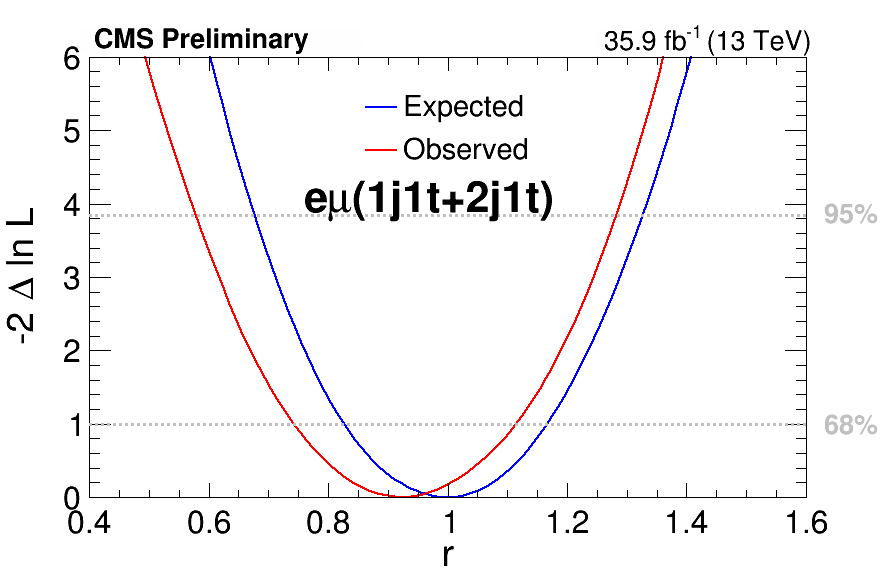 CMS Preliminary 35.9 fb⁻¹ (13 TeV)
6
Expected
5
Observed
eμ(1j1t+2j1t)
4
95%
-2 Δ ln L
3
2
1
68%
0
0.4 0.6 0.8 1 1.2 1.4 1.6
r